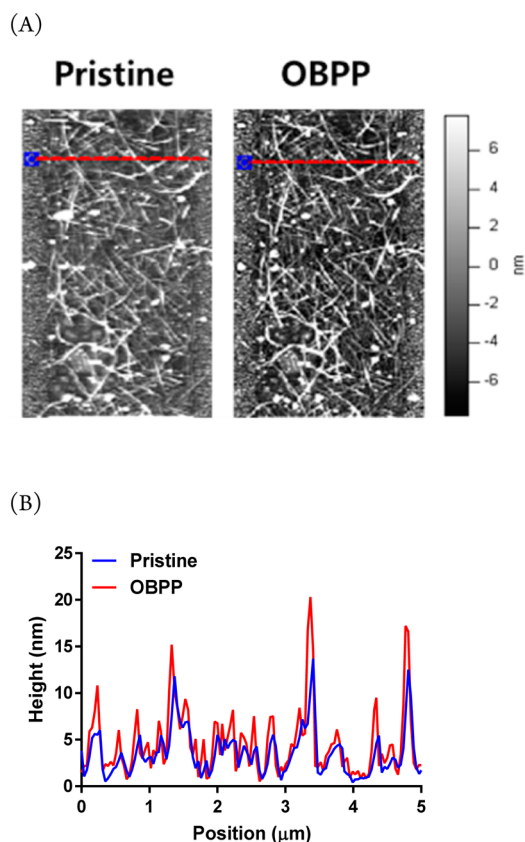 (A)
Pristine OBPP
6
4
2
0
-2
-4
-6
nm
(B)
25
20
15
10
5
0
Height (nm)
Pristine
OBPP
0 1 2 3 4 5
Position (μm)